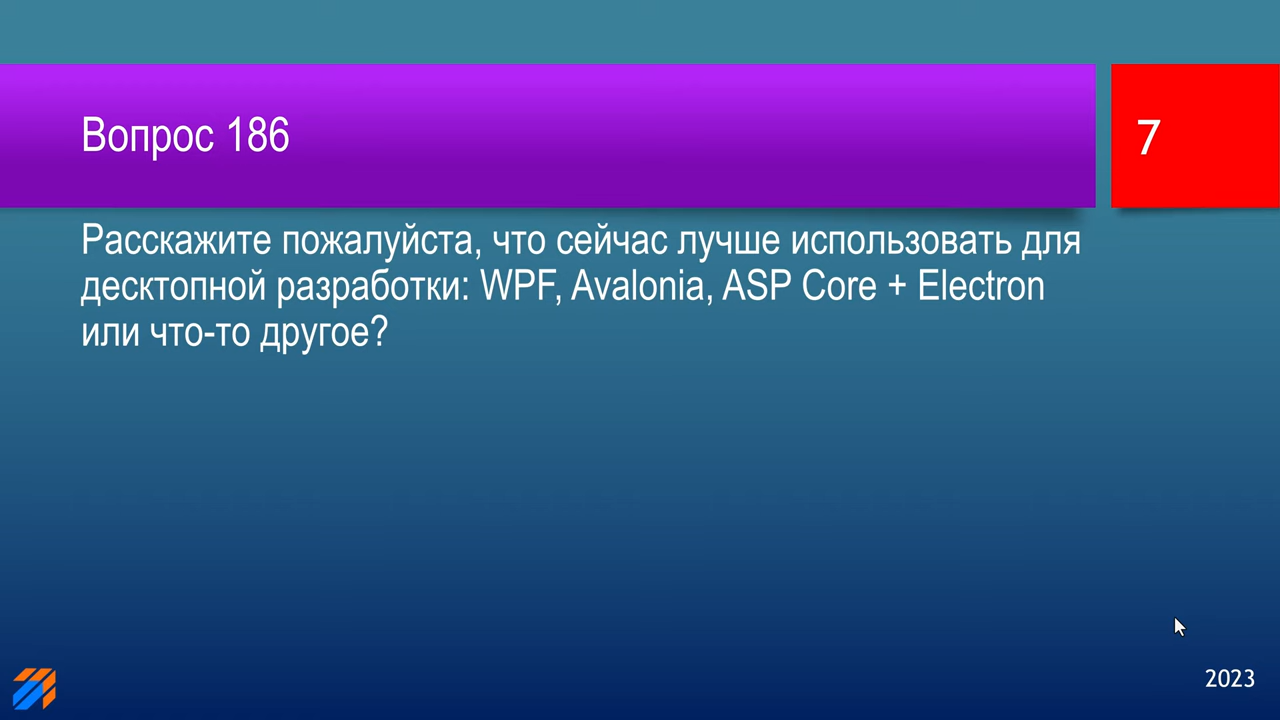 Вопрос 186
7
Расскажите пожалуйста, что сейчас лучше использовать для
десктопной разработки: WPF, Avalonia, ASP Core + Electron
или что-то другое?
2023